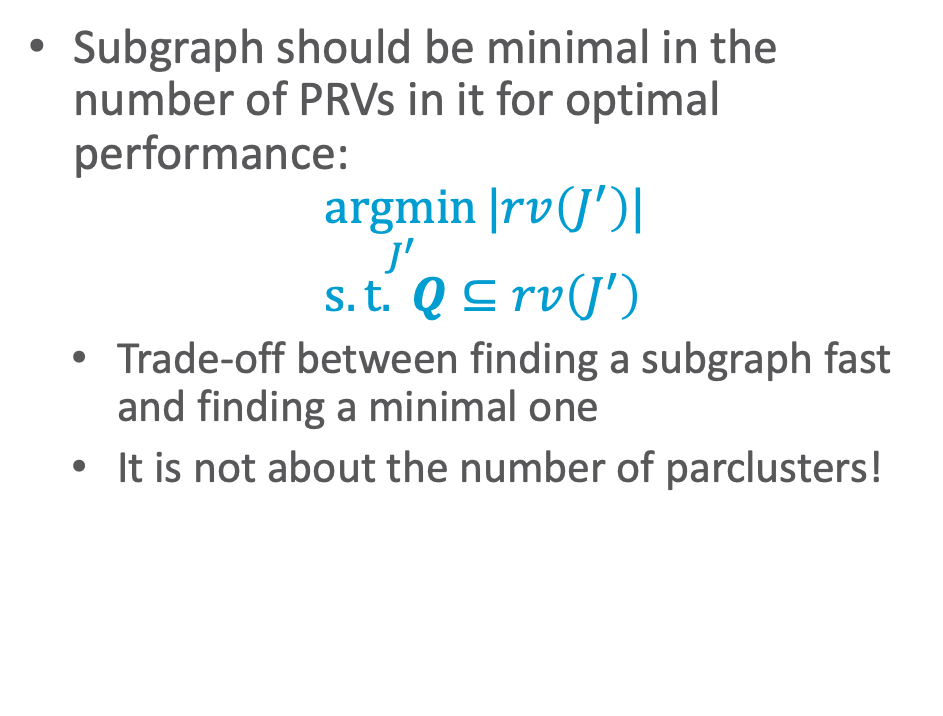 • Subgraph should be minimal in the
number of PRVs in it for optimal
performance:
argmin |rv(J′)|
J′
s.t. Q ⊆ rv(J′)
• Trade-off between finding a subgraph fast
and finding a minimal one
• It is not about the number of parclusters!